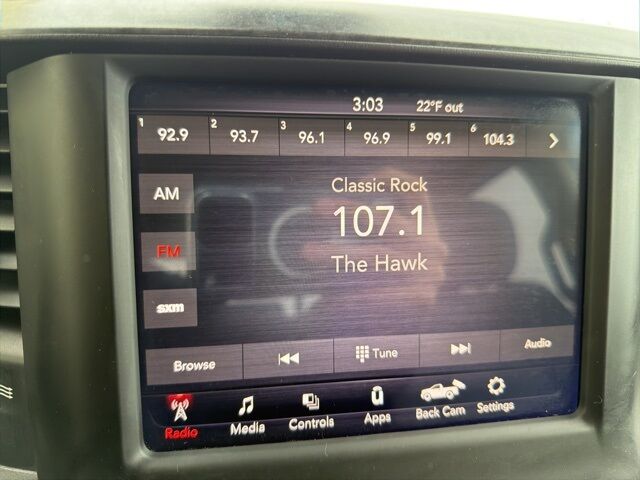 3:03 22°F out
1 92.9 2 93.7 3 96.1 4 96.9 5 99.1 6 104.3
AM
Classic Rock
107.1
FM
The Hawk
sxm
Browse Tune Audio
Radio Media Controls Apps Back Cam Settings